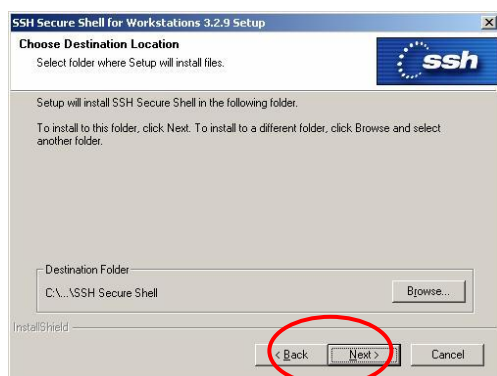 SSH Secure Shell for Workstations 3.2.9 Setup
Choose Destination Location
Select folder where Setup will install files.
ssh
Setup will install SSH Secure Shell in the following folder.
To install to this folder, click Next. To install to a different folder, click Browse and select
another folder.
Destination Folder
C:\...\SSH Secure Shell
Browse...
InstallShield
< Back
Next >
Cancel